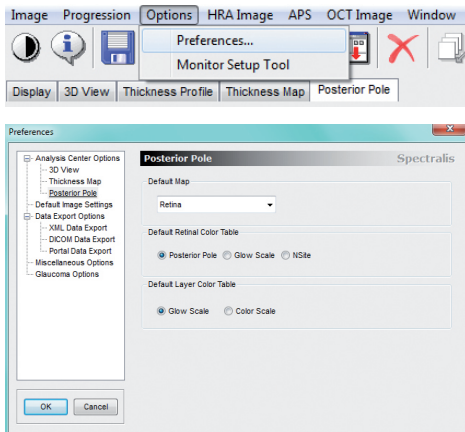 Image Progression Options HRA Image APS OCT Image Window
Preferences...
Monitor Setup Tool
Display 3D View Thickness Profile Thickness Map Posterior Pole
Preferences
Analysis Center Options
3D View
Thickness Map
Posterior Pole
Default Image Settings
Data Export Options
XML Data Export
DICOM Data Export
Portal Data Export
Miscellaneous Options
Glaucoma Options
Posterior Pole Spectralis
Default Map
Retina
Default Retinal Color Table
Posterior Pole Glow Scale NSite
Default Layer Color Table
Glow Scale Color Scale
OK Cancel